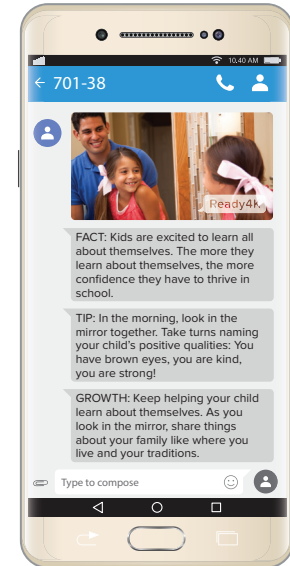 10.40 AM
701-38
Ready4K
FACT: Kids are excited to learn all
about themselves. The more they
learn about themselves, the more
confidence they have to thrive in
school.
TIP: In the morning, look in the
mirror together. Take turns naming
your child's positive qualities: You
have brown eyes, you are kind,
you are strong!
GROWTH: Keep helping your child
learn about themselves. As you
look in the mirror, share things
about your family like where you
live and your traditions.
Type to compose